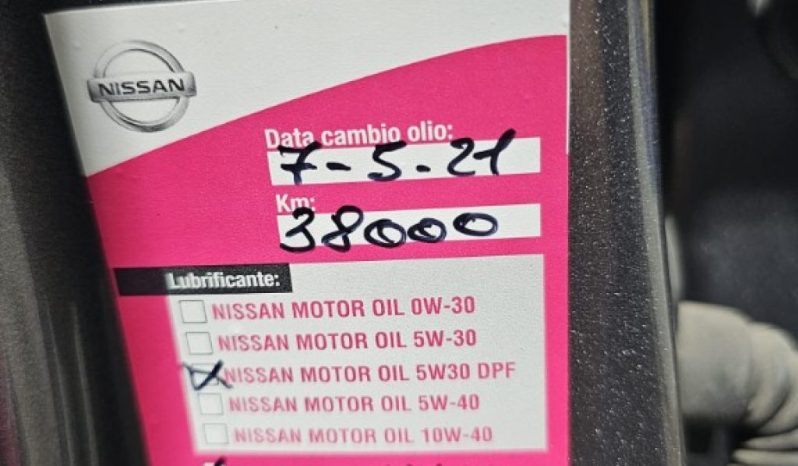 NISSAN
Data cambio olio:
7-5.21
Km:
38000
Lubrificante:
NISSAN MOTOR OIL 0W-30
NISSAN MOTOR OIL 5W-30
NISSAN MOTOR OIL 5W30 DPF
NISSAN MOTOR OIL 5W-40
NISSAN MOTOR OIL 10W-40